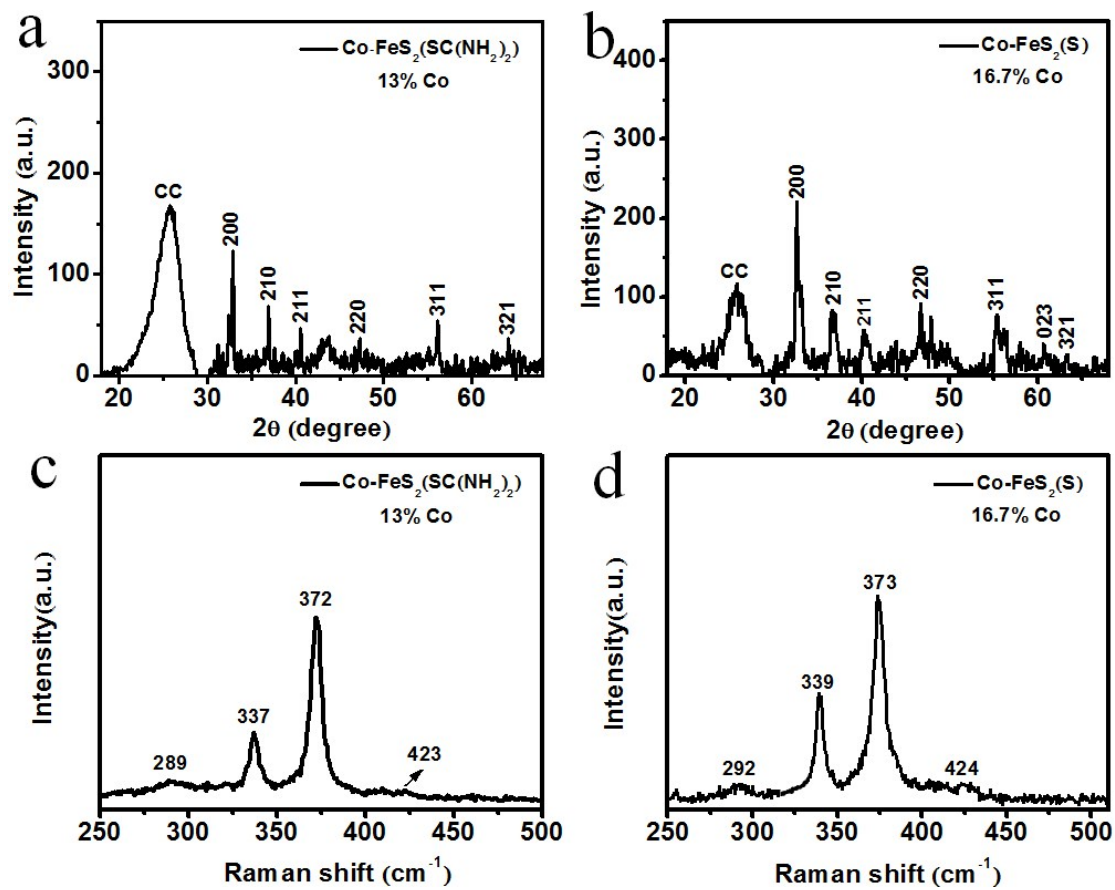 a
Co-FeS₂(SC(NH₂)₂)
13% Co
Intensity (a.u.)
300
200
100
0
CC
200
210
211
220
311
321
20
30
40
50
60
2θ (degree)
b
Co-FeS₂(S)
16.7% Co
Intensity (a.u.)
400
300
200
100
0
CC
200
210
211
220
311
023
321
20
30
40
50
60
2θ (degree)
c
Co-FeS₂(SC(NH₂)₂)
13% Co
Intensity(a.u.)
289
337
372
423
250
300
350
400
450
500
Raman shift (cm⁻¹)
d
Co-FeS₂(S)
16.7% Co
Intensity(a.u.)
292
339
373
424
250
300
350
400
450
500
Raman shift (cm⁻¹)